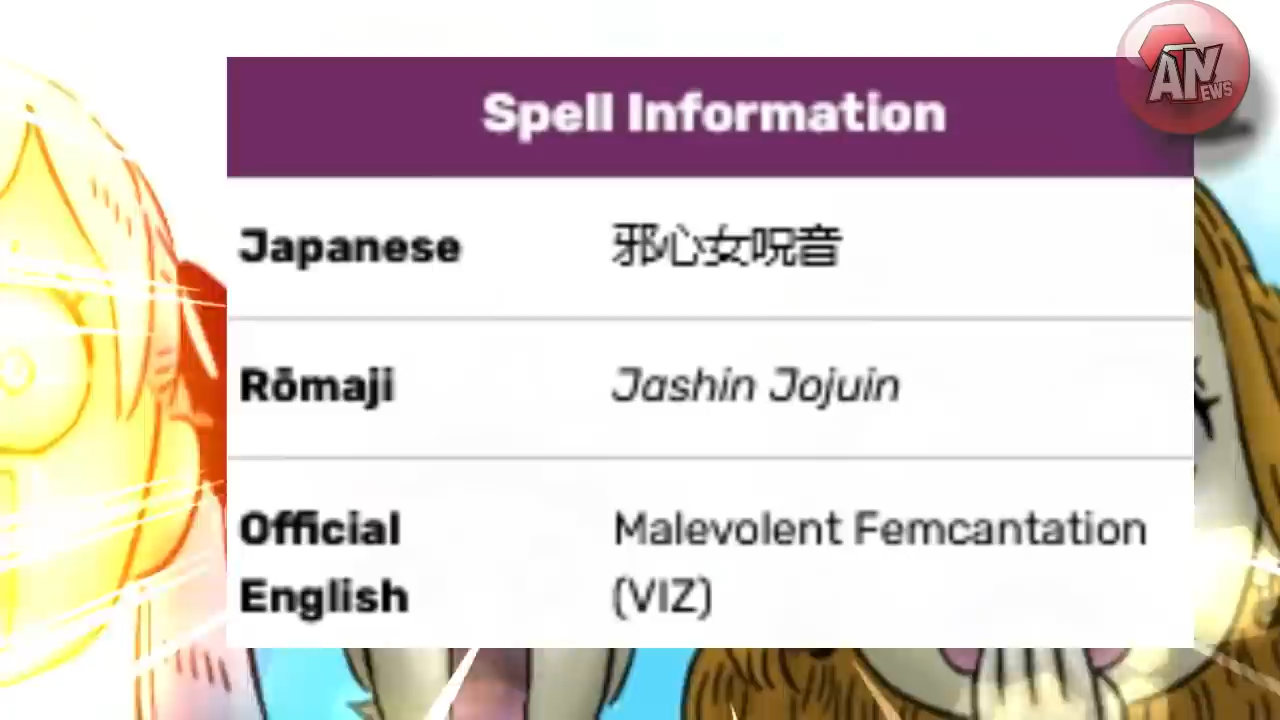 AN
EWS
Spell Information
Japanese 邪心女呪音
Rōmaji Jashin Jojuin
Official English Malevolent Femcantation (VIZ)